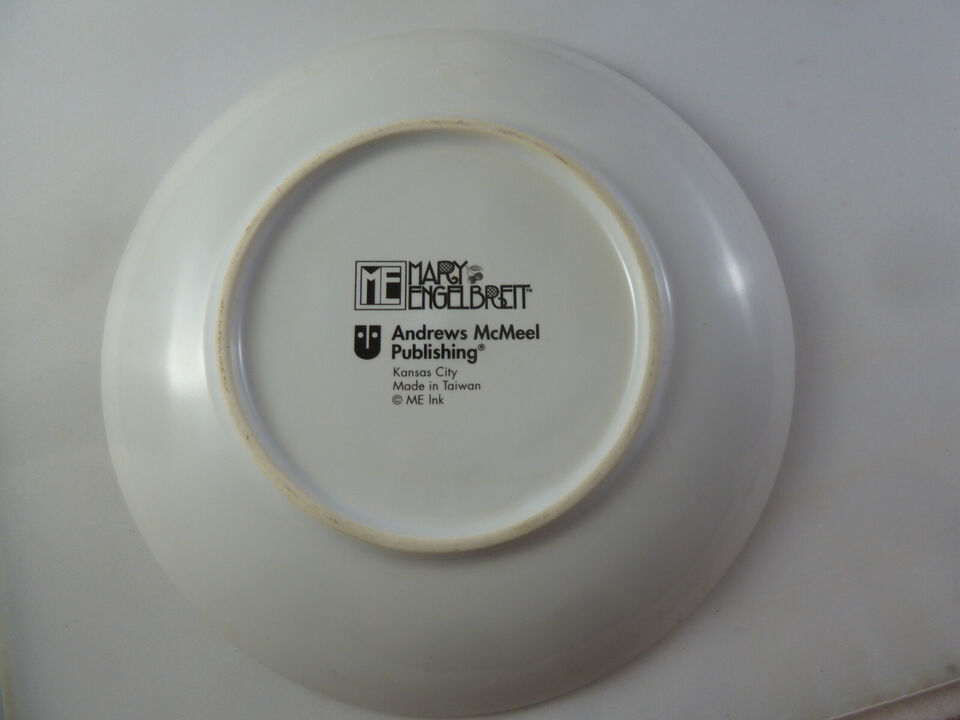 ME MARY
ENGELBREIT™
Andrews McMeel
Publishing®
Kansas City
Made in Taiwan
© ME Ink